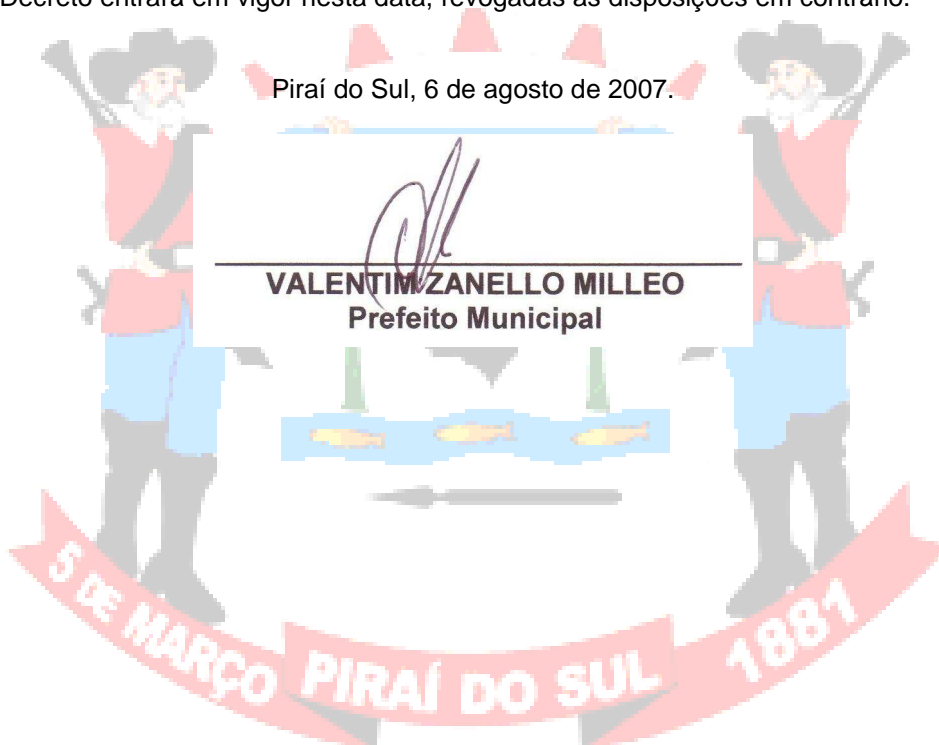 Decreto entrará em vigor nesta data, revogadas as disposições em contrário.
Piraí do Sul, 6 de agosto de 2007.
VALENTIM ZANELLO MILLEO
Prefeito Municipal
5 DE MARÇO PIRAÍ DO SUL 1881